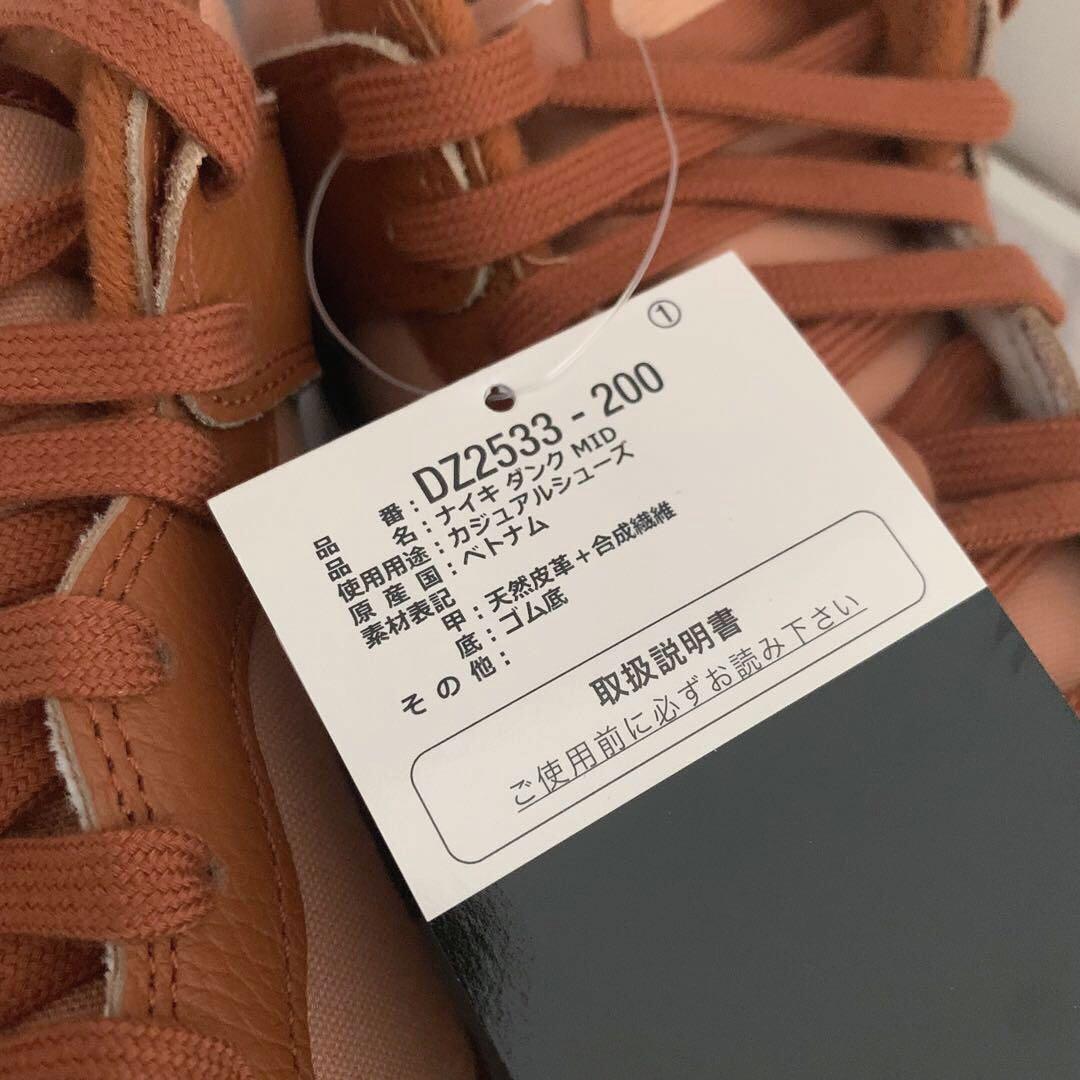 ①
品番：DZ2533-200
品名：ナイキ ダンク MID
使用用途：カジュアルシューズ
原産国：ベトナム
素材表記
甲：天然皮革＋合成繊維
底：ゴム底
その他：
取扱説明書
ご使用前に必ずお読み下さい